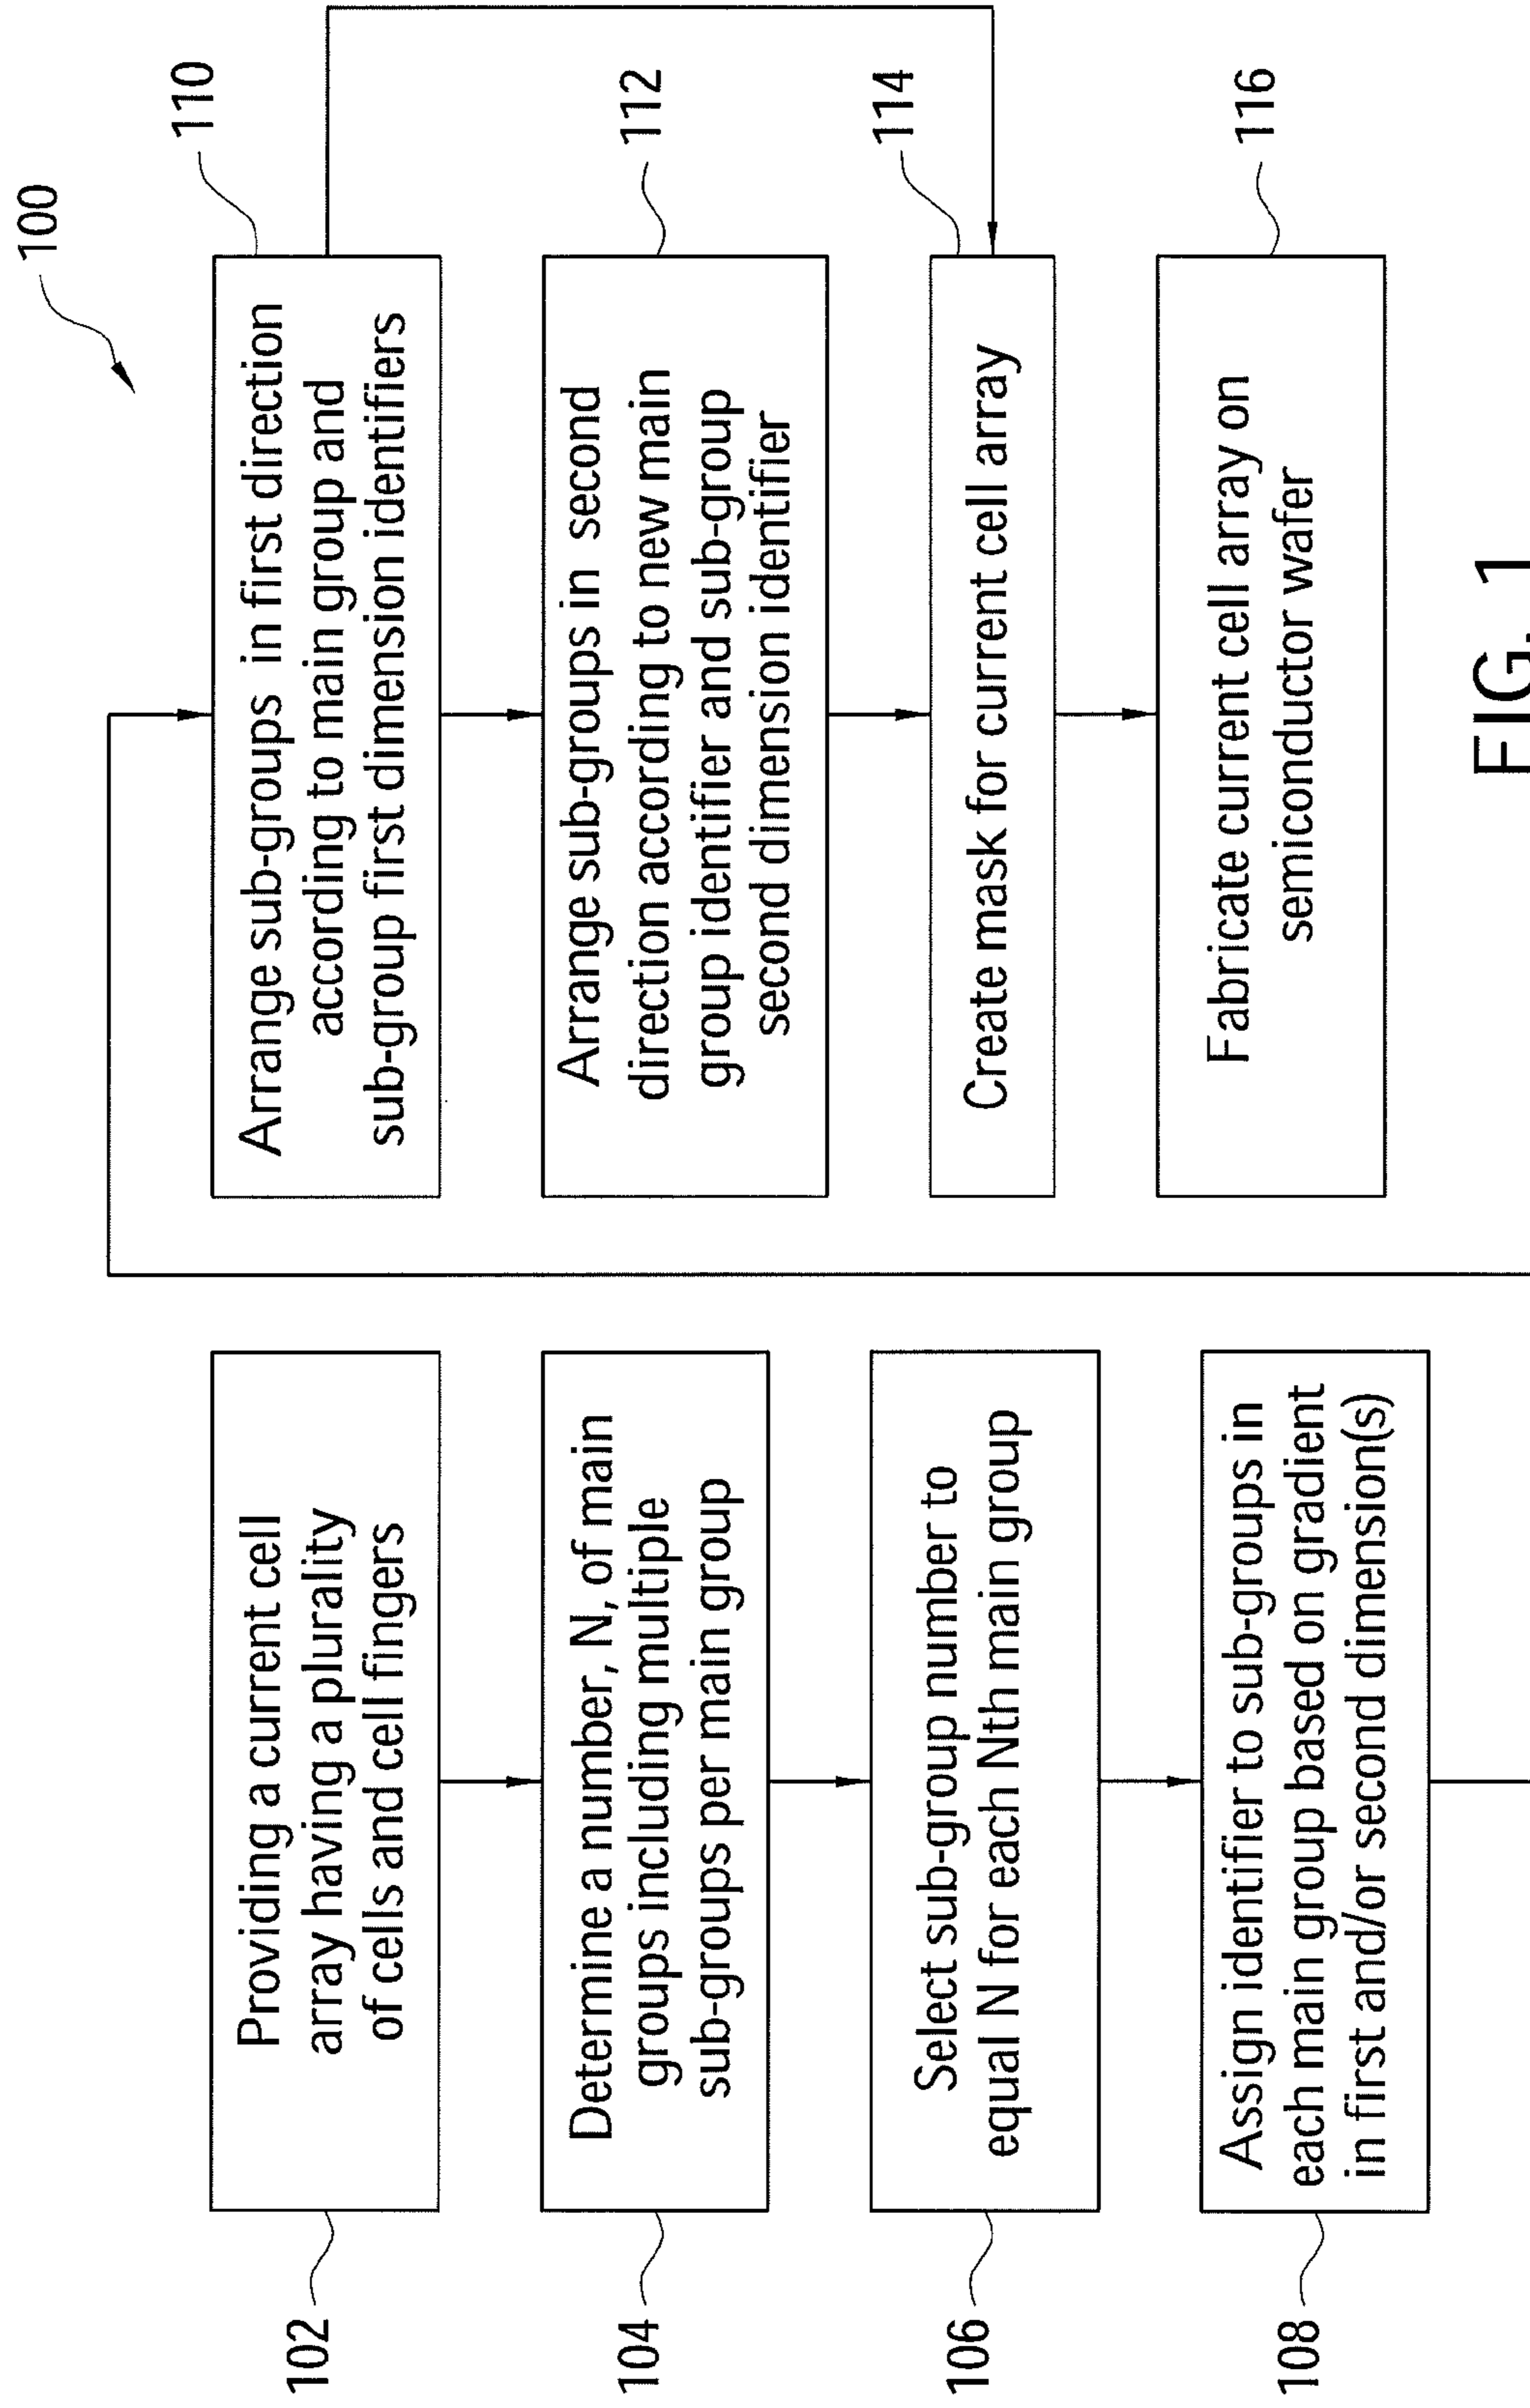 100
102
Providing a current cell
array having a plurality
of cells and cell fingers
104
Determine a number, N, of main
groups including multiple
sub-groups per main group
106
Select sub-group number to
equal N for each Nth main group
108
Assign identifier to sub-groups in
each main group based on gradient
in first and/or second dimension(s)
110
Arrange sub-groups in first direction
according to main group and
sub-group first dimension identifiers
112
Arrange sub-groups in second
direction according to new main
group identifier and sub-group
second dimension identifier
114
Create mask for current cell array
116
Fabricate current cell array on
semiconductor wafer
FIG. 1